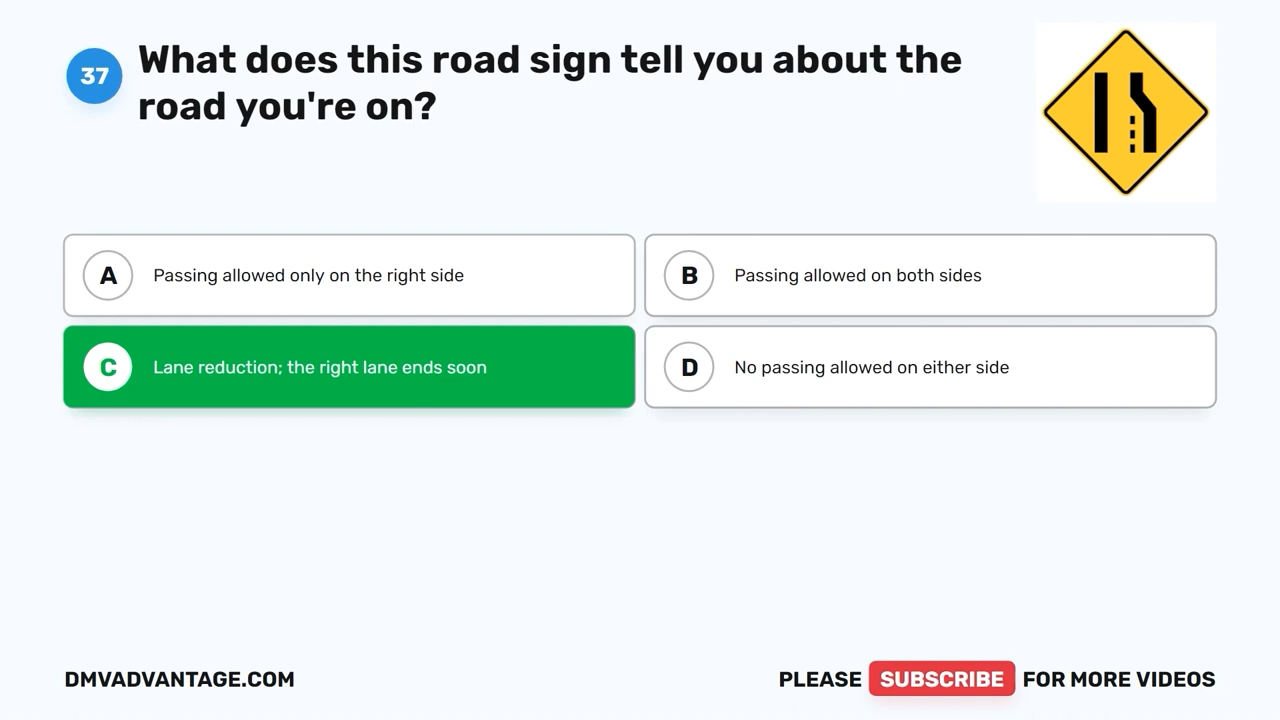 37
What does this road sign tell you about the
road you're on?
A
Passing allowed only on the right side
B
Passing allowed on both sides
C
Lane reduction; the right lane ends soon
D
No passing allowed on either side
DMVADVANTAGE.COM
PLEASE SUBSCRIBE FOR MORE VIDEOS